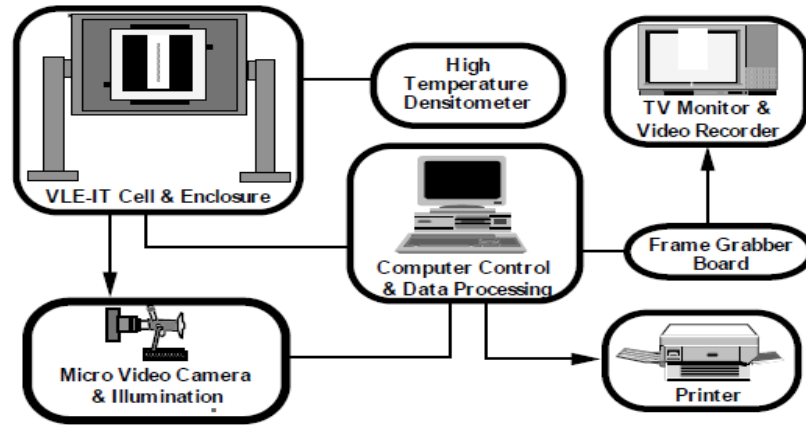 High
Temperature
Densitometer
TV Monitor &
Video Recorder
VLE-IT Cell & Enclosure
Computer Control
& Data Processing
Frame Grabber
Board
Micro Video Camera
& Illumination
Printer